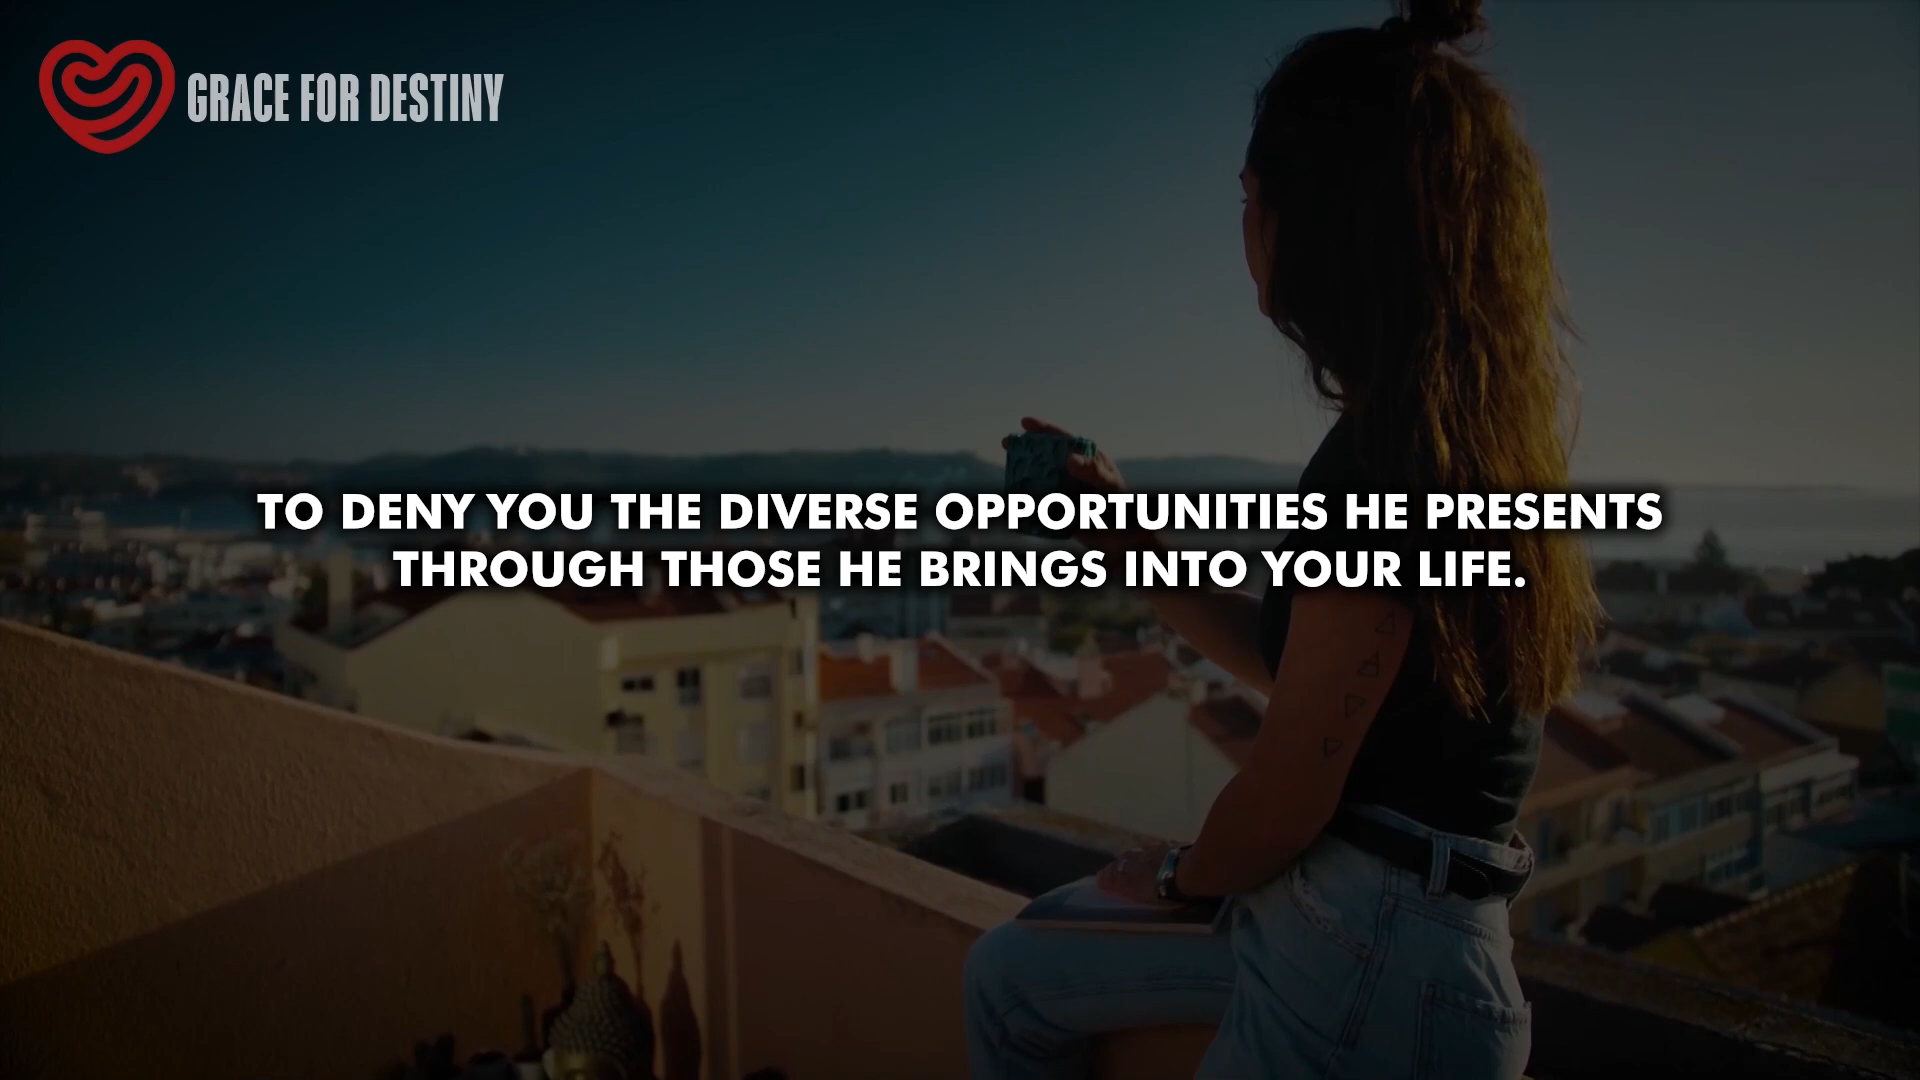 GRACE FOR DESTINY
TO DENY YOU THE DIVERSE OPPORTUNITIES HE PRESENTS
THROUGH THOSE HE BRINGS INTO YOUR LIFE.